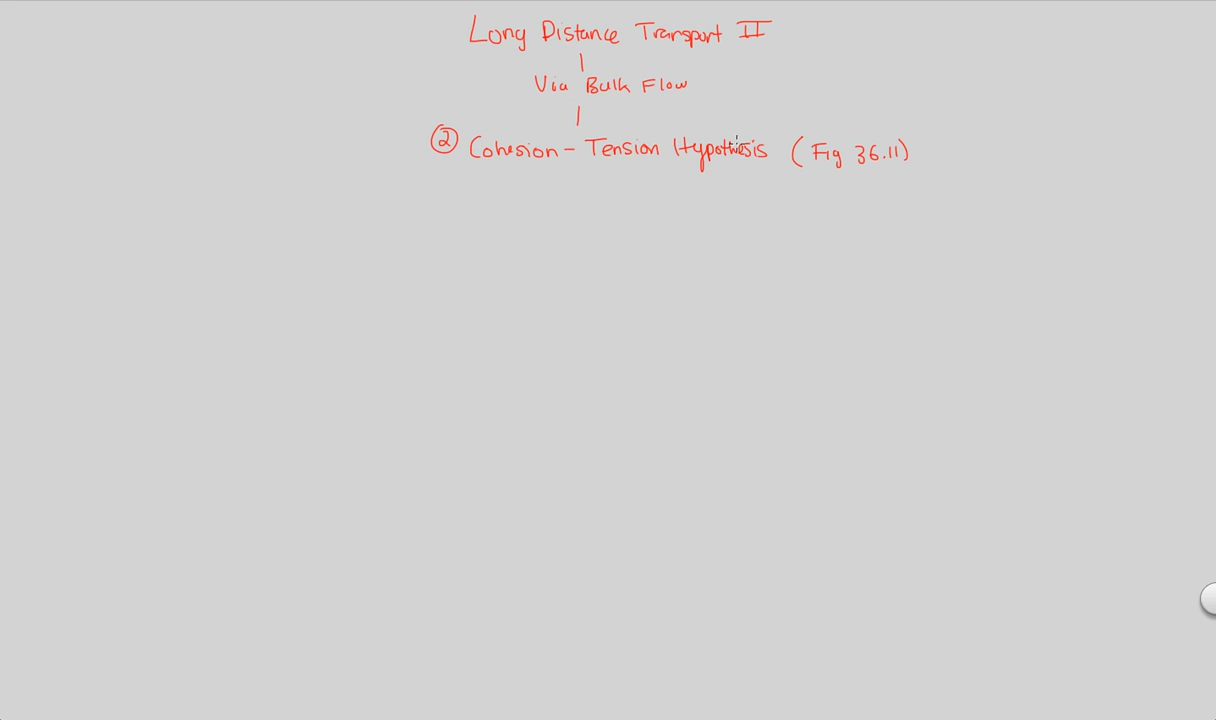 Long Distance Transport II
Via Bulk Flow
② Cohesion - Tension Hypothesis (Fig 36.11)